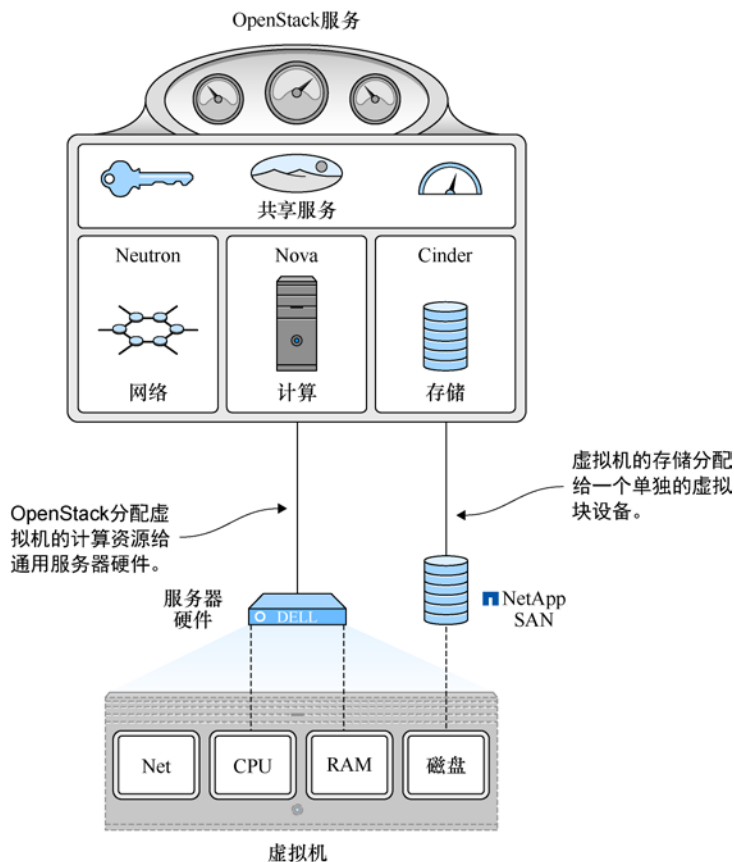 OpenStack服务
共享服务
Neutron
Nova
Cinder
网络
计算
存储
OpenStack分配虚
拟机的计算资源给
通用服务器硬件。
虚拟机的存储分配
给一个单独的虚拟
块设备。
服务器
硬件
DELL
NetApp
SAN
Net
CPU
RAM
磁盘
虚拟机